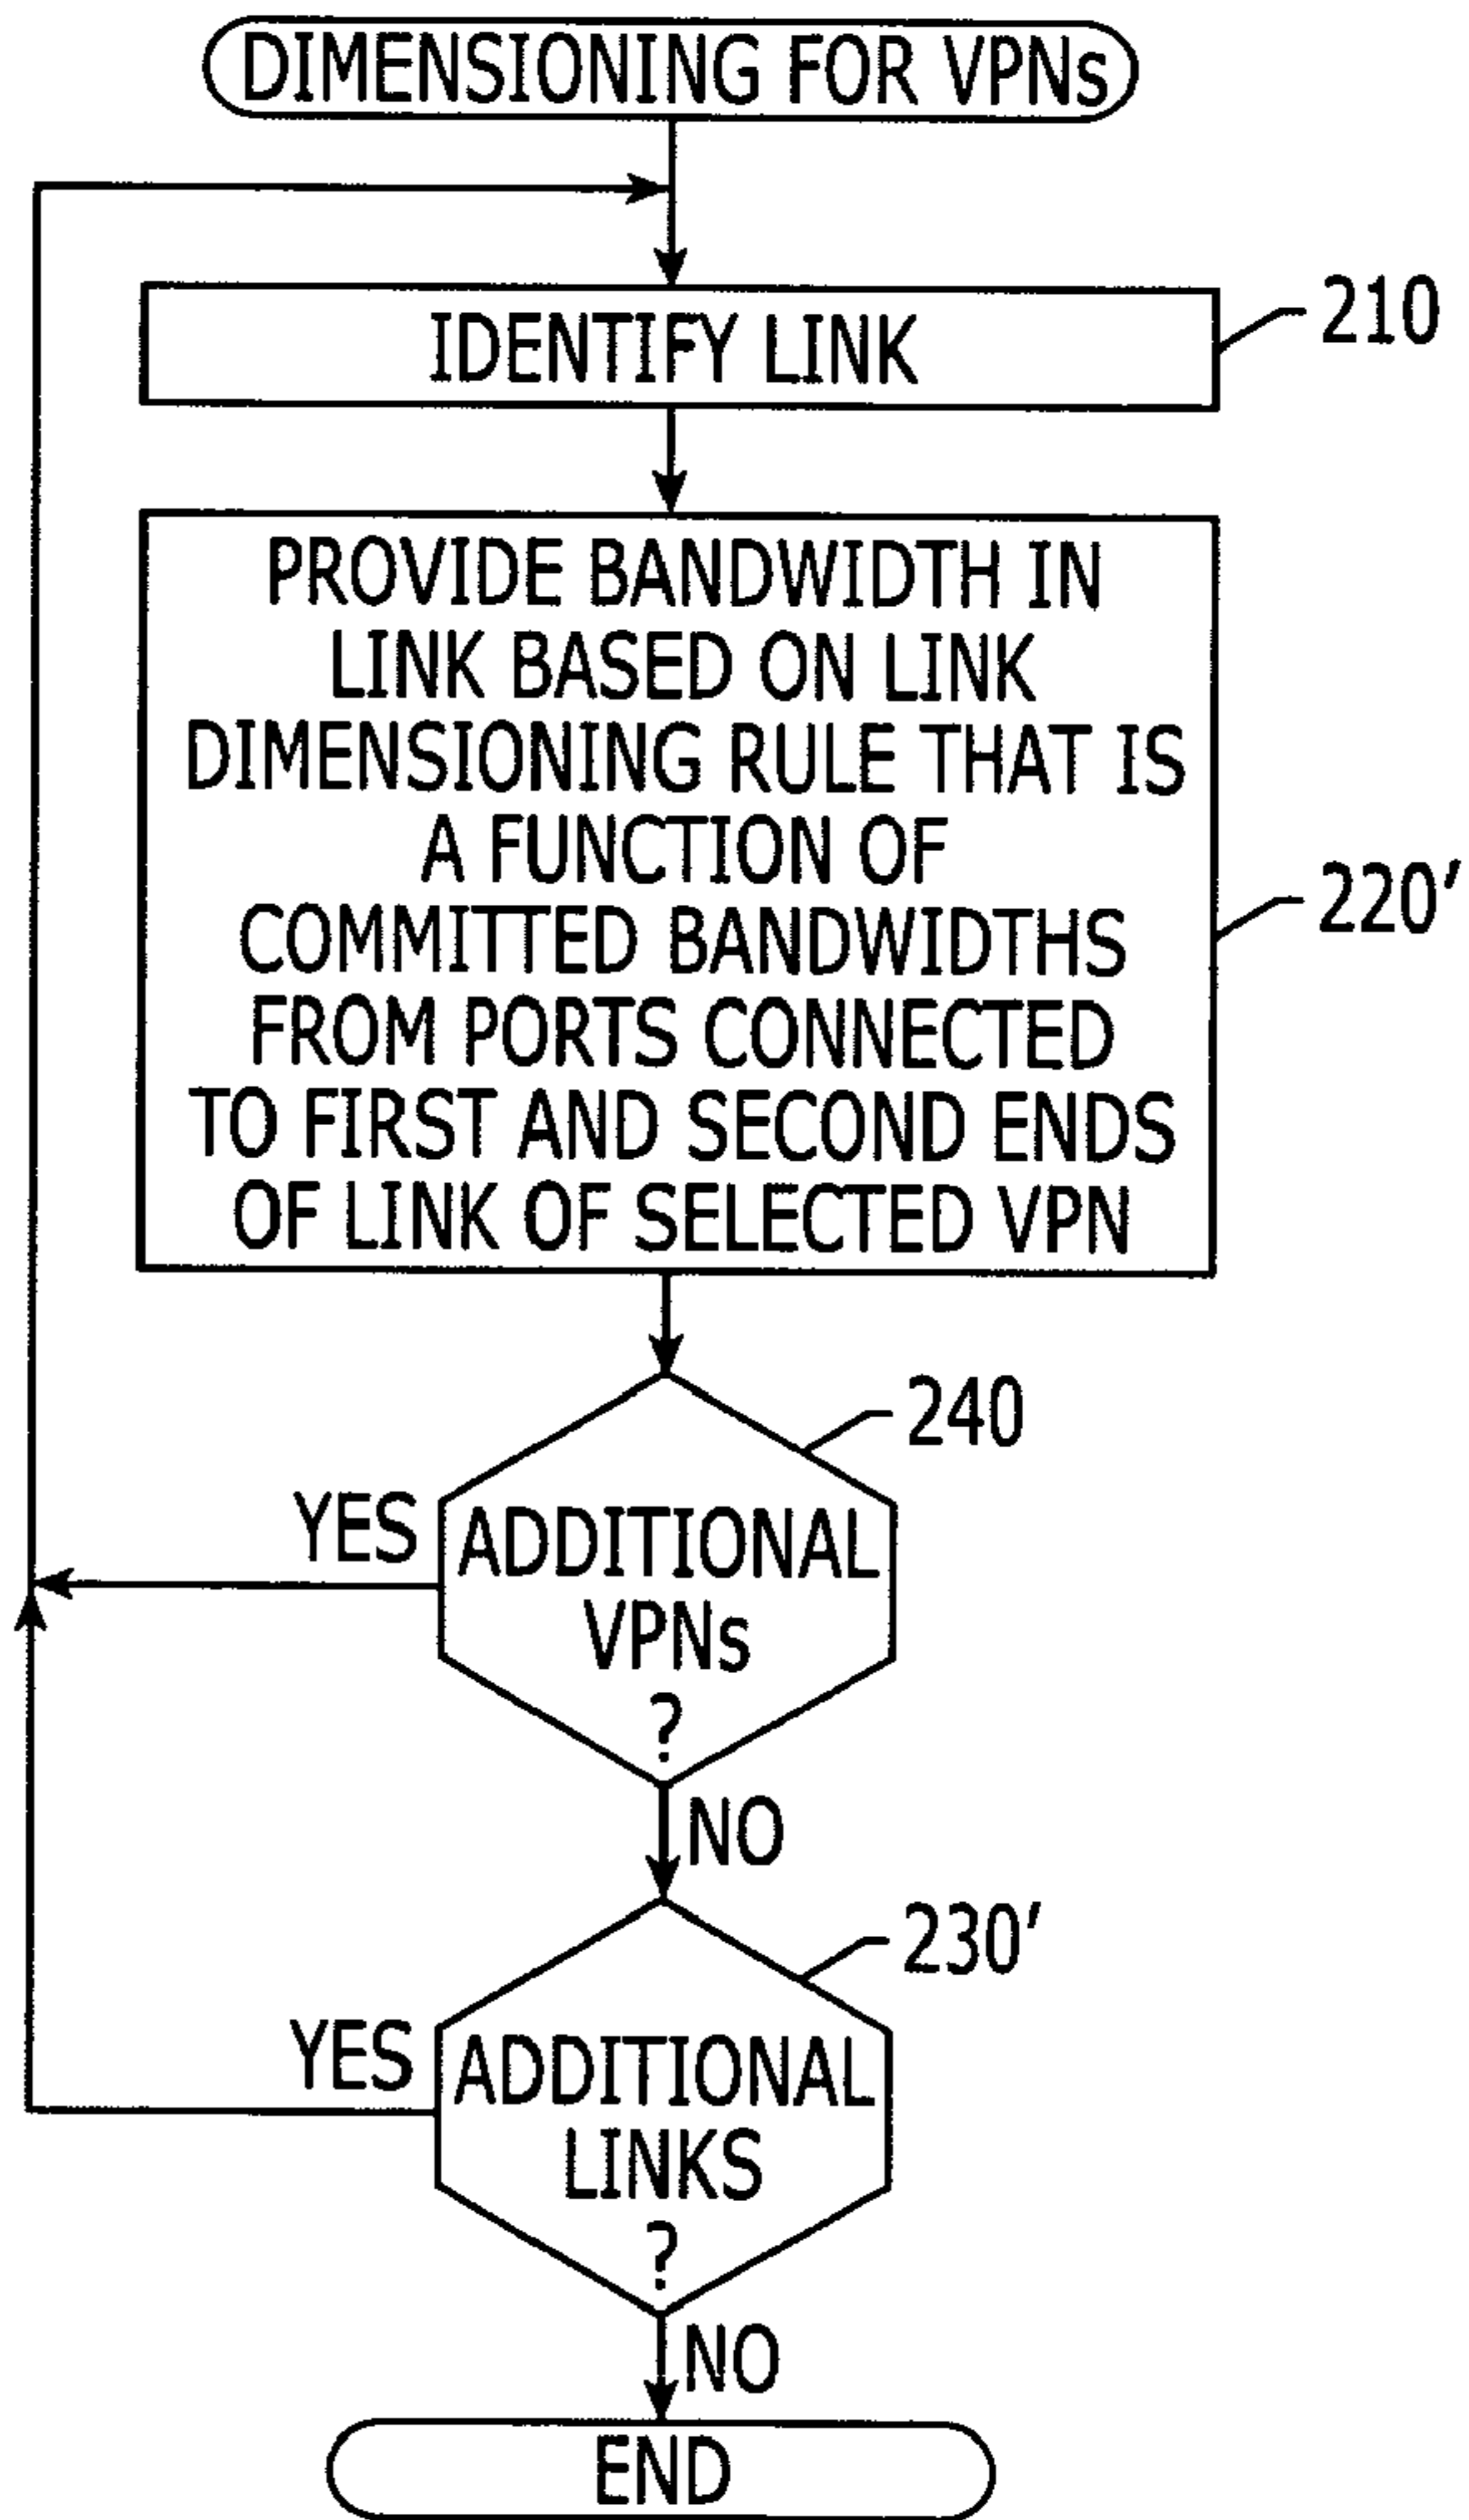 DIMENSIONING FOR VPNs
IDENTIFY LINK
210
PROVIDE BANDWIDTH IN
LINK BASED ON LINK
DIMENSIONING RULE THAT IS
A FUNCTION OF
COMMITTED BANDWIDTHS
FROM PORTS CONNECTED
TO FIRST AND SECOND ENDS
OF LINK OF SELECTED VPN
220'
240
YES
ADDITIONAL
VPNs
?
NO
230'
YES
ADDITIONAL
LINKS
?
NO
END